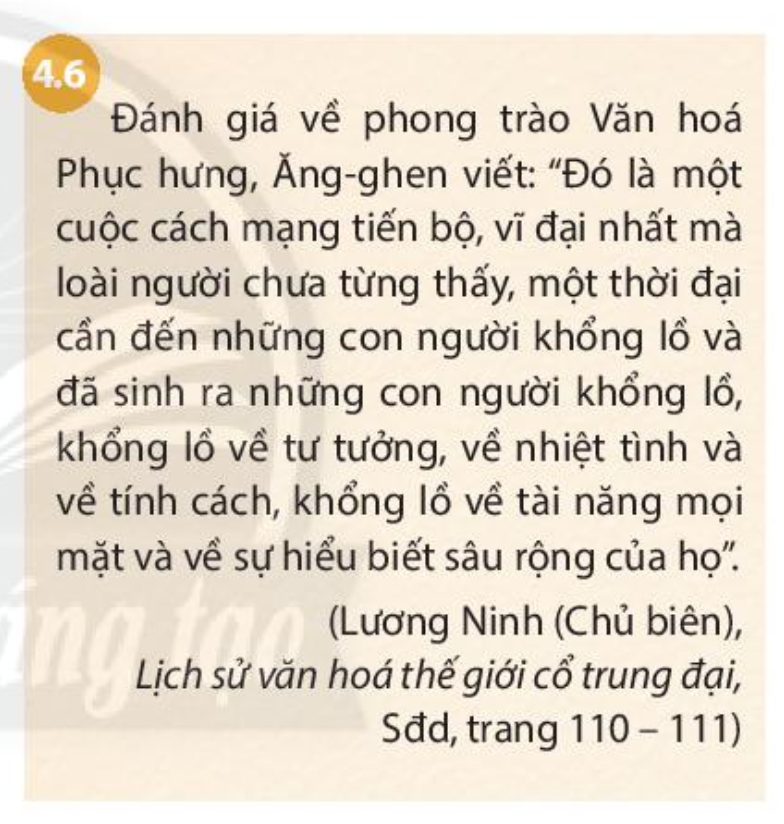 4.6
Đánh giá về phong trào Văn hoá
Phục hưng, Ăng-ghen viết: “Đó là một
cuộc cách mạng tiến bộ, vĩ đại nhất mà
loài người chưa từng thấy, một thời đại
cần đến những con người khổng lồ và
đã sinh ra những con người khổng lồ,
khổng lồ về tư tưởng, về nhiệt tình và
về tính cách, khổng lồ về tài năng mọi
mặt và về sự hiểu biết sâu rộng của họ”.
(Lương Ninh (Chủ biên),
Lịch sử văn hoá thế giới cổ trung đại,
Sđd, trang 110 – 111)
tạo